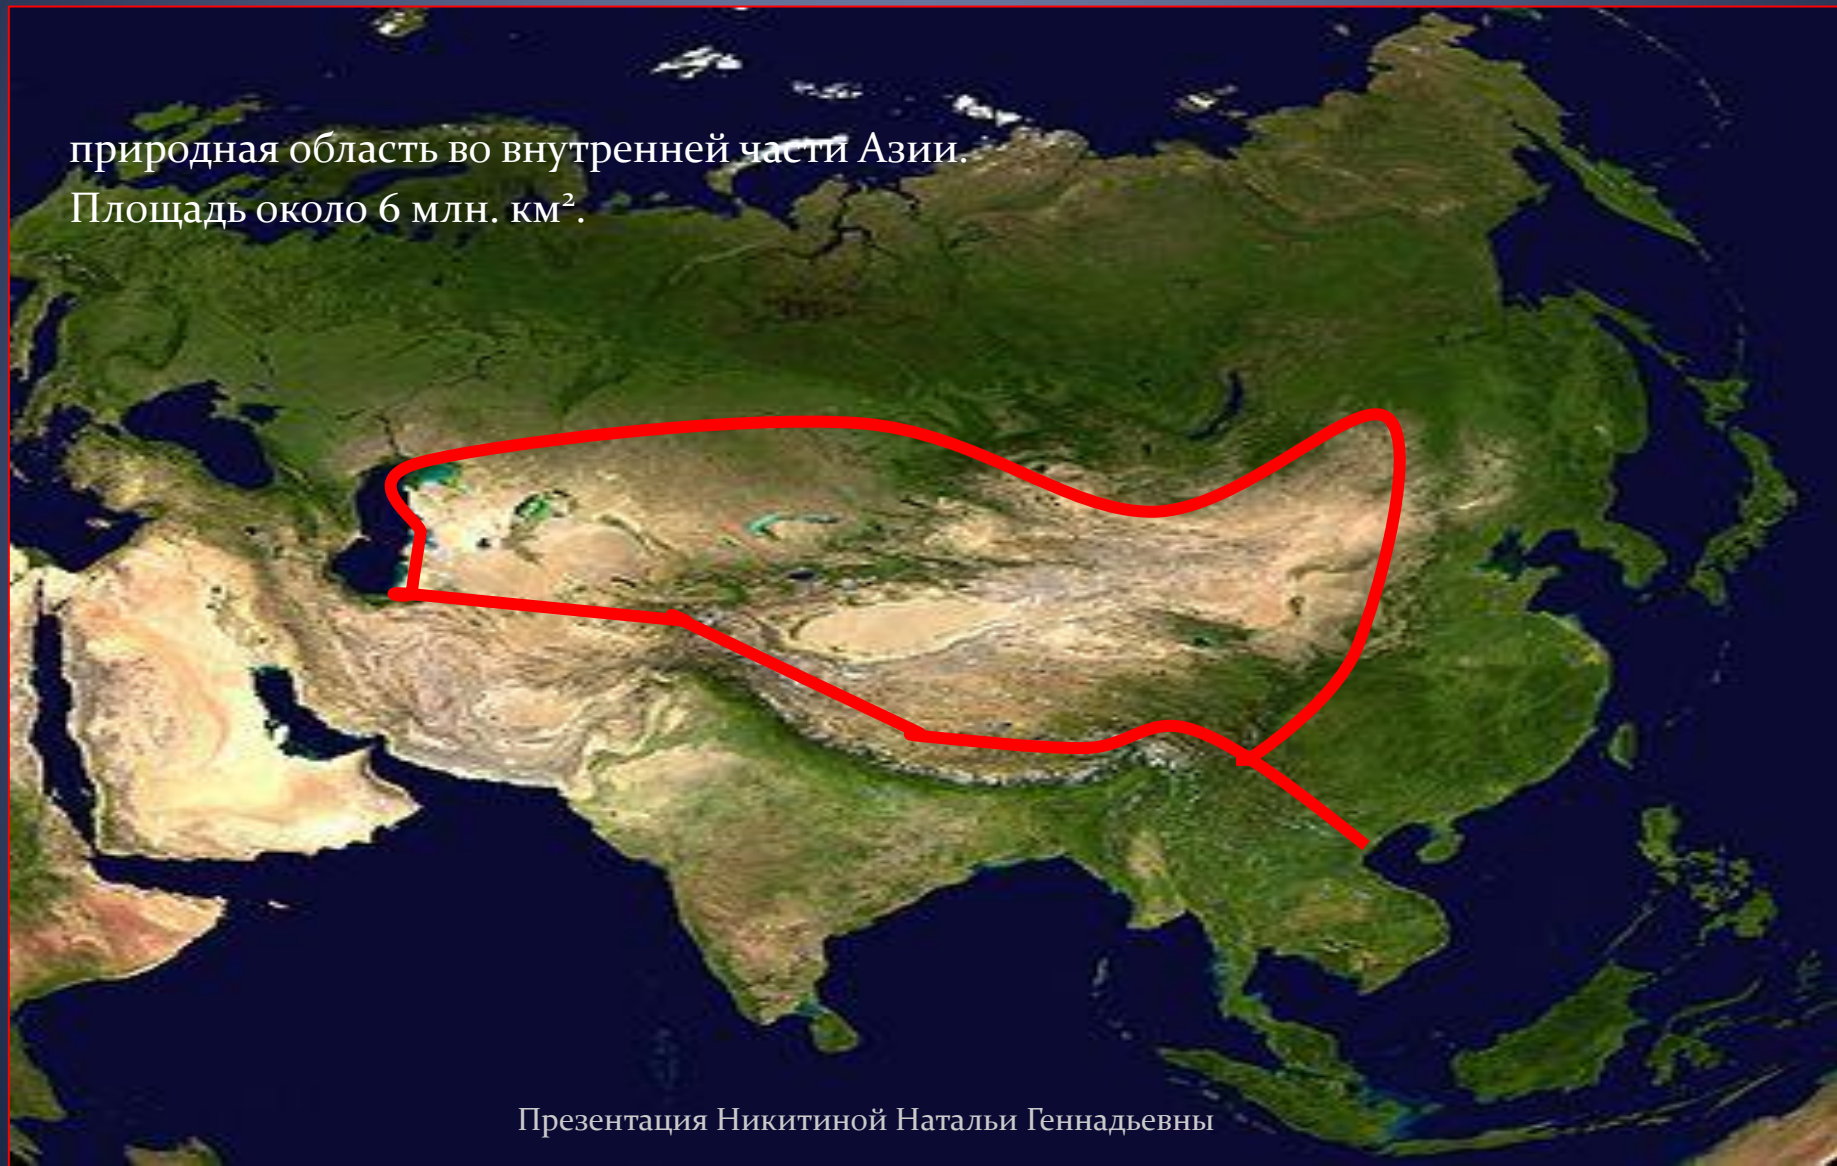 природная область во внутренней части Азии.
Площадь около 6 млн. км².
Презентация Никитиной Натальи Геннадьевны